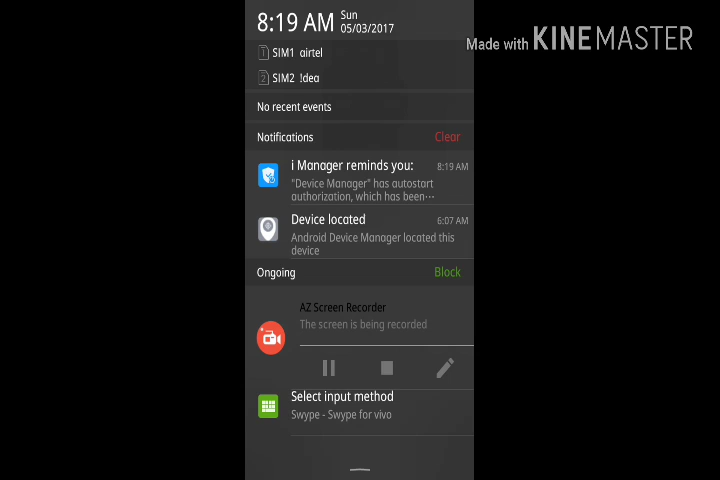 8:19 AM
Sun
05/03/2017
Made with KINEMASTER
1 SIM1 airtel
2 SIM2 !dea
No recent events
Notifications Clear
i Manager reminds you: 8:19 AM
"Device Manager" has autostart
authorization, which has been…
Device located 6:07 AM
Android Device Manager located this
device
Ongoing Block
AZ Screen Recorder
The screen is being recorded
Select input method
Swype - Swype for vivo